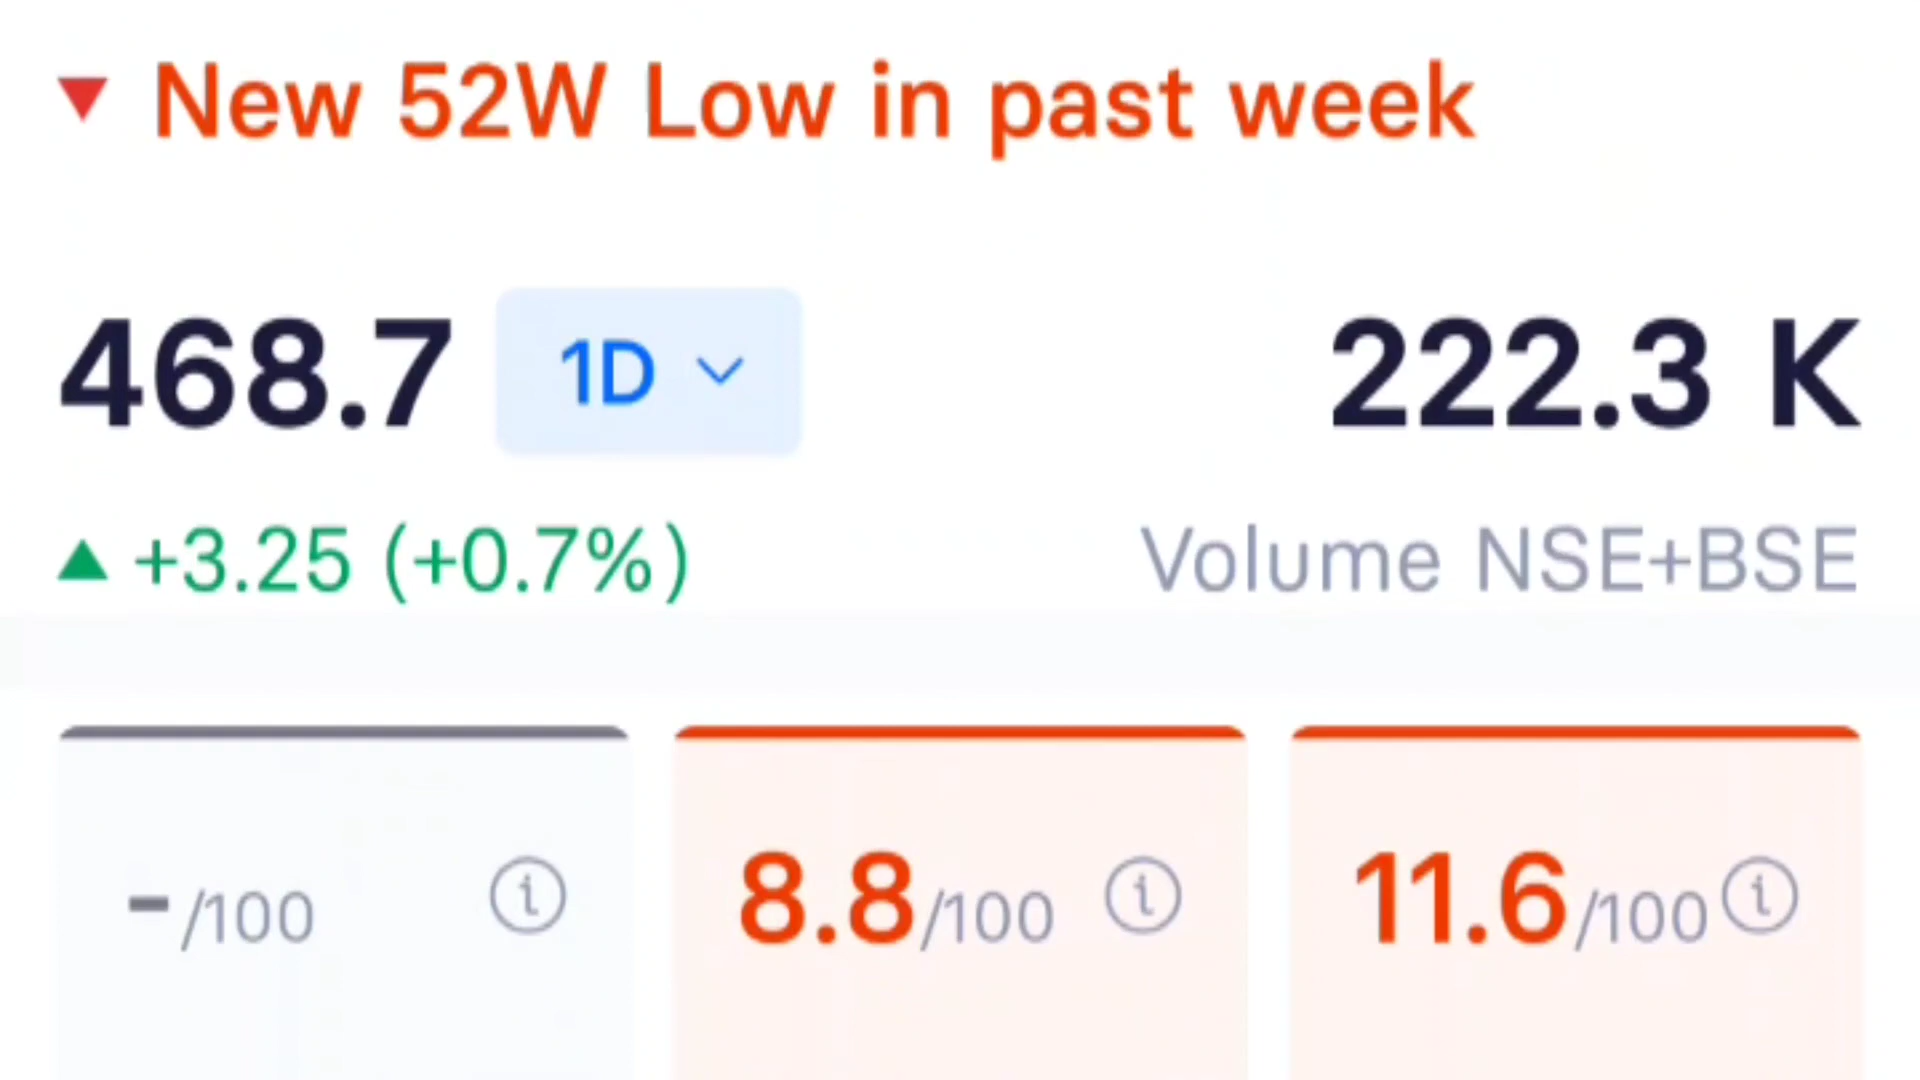 New 52W Low in past week
468.7 1D 222.3 K
+3.25 (+0.7%) Volume NSE+BSE
-/100 8.8/100 11.6/100